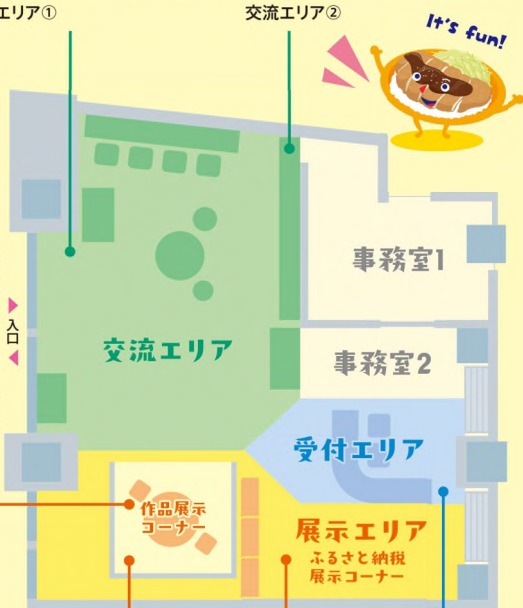 エリア①
交流エリア②
It's fun!
事務室1
入口
交流エリア
事務室2
受付エリア
作品展示
コーナー
展示エリア
ふるさと納税
展示コーナー